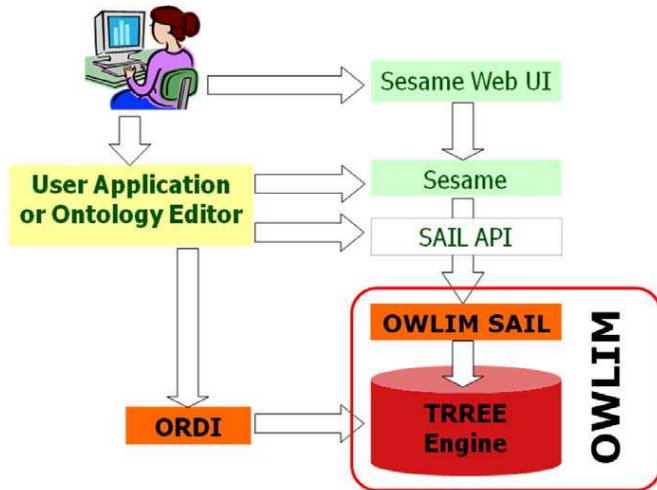 Sesame Web UI
User Application
or Ontology Editor
Sesame
SAIL API
OWLIM SAIL
OWLIM
TRREE
Engine
ORDI